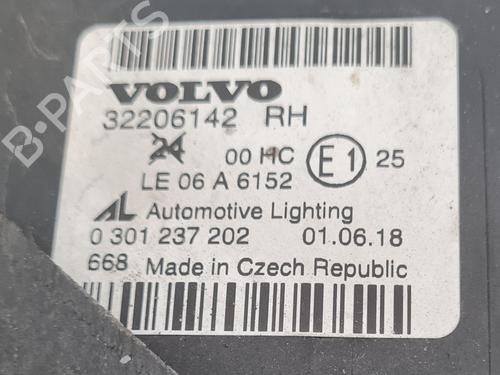 VOLVO
32206142 RH
24 00 HC E1 25
LE 06 A 6152
AL Automotive Lighting
0 301 237 202 01.06.18
668 Made in Czech Republic
B-PARTS